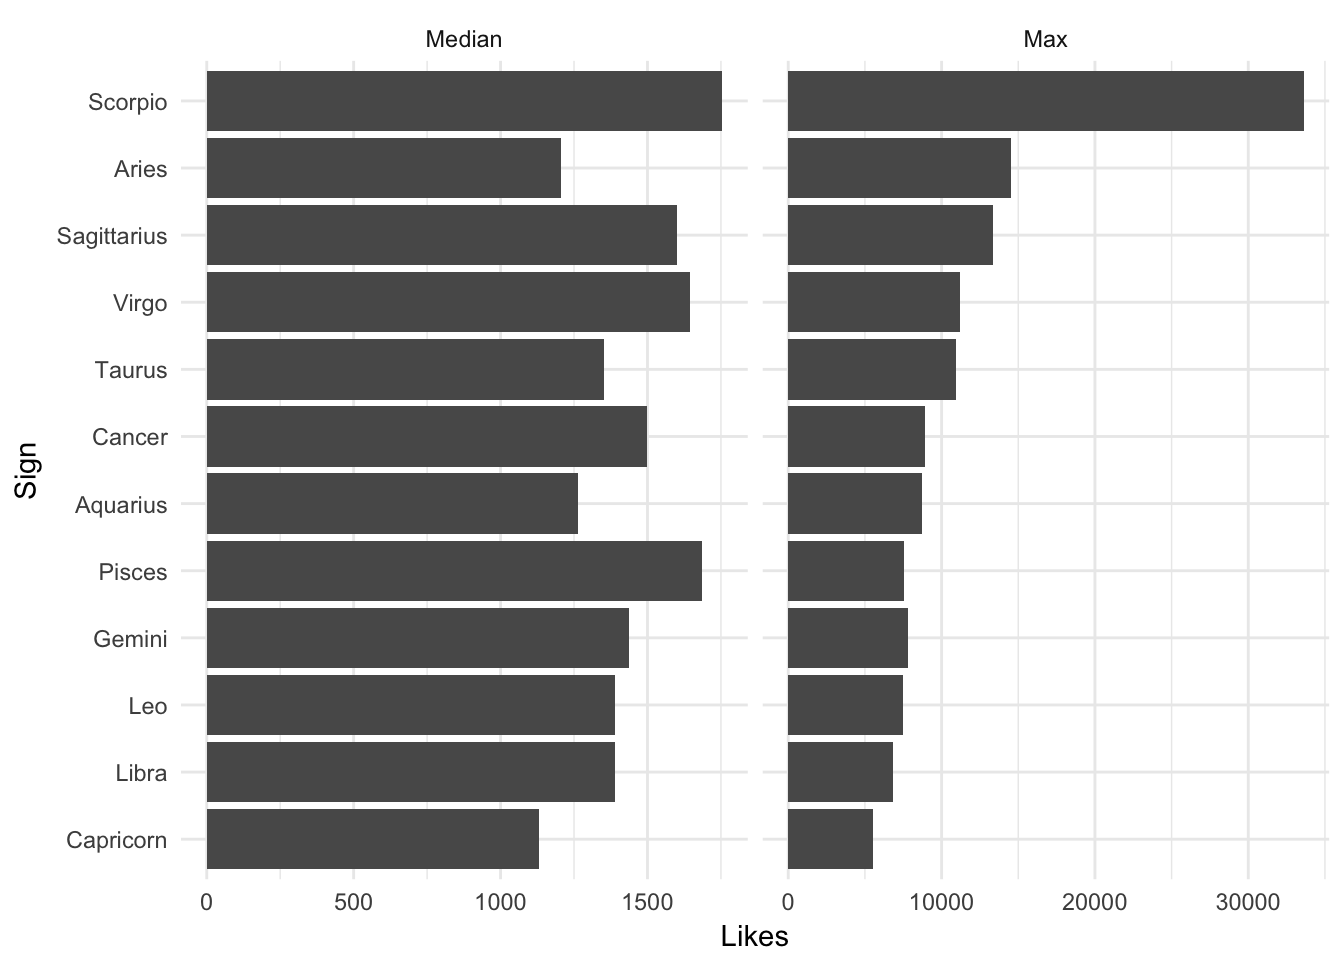 Median
Max
Sign
Scorpio
Aries
Sagittarius
Virgo
Taurus
Cancer
Aquarius
Pisces
Gemini
Leo
Libra
Capricorn
0 500 1000 1500
0 10000 20000 30000
Likes